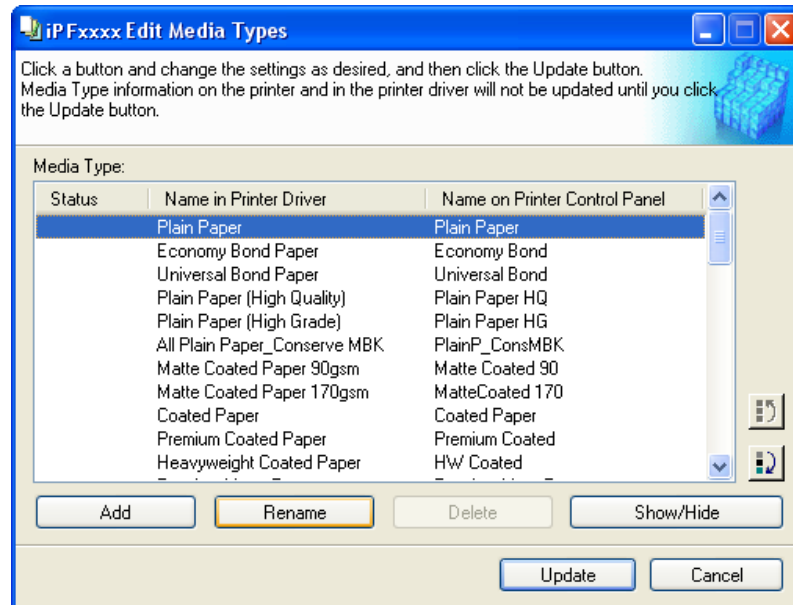 iPFxxxx Edit Media Types
Click a button and change the settings as desired, and then click the Update button.
Media Type information on the printer and in the printer driver will not be updated until you click
the Update button.
Media Type:
Status Name in Printer Driver Name on Printer Control Panel
Plain Paper Plain Paper
Economy Bond Paper Economy Bond
Universal Bond Paper Universal Bond
Plain Paper (High Quality) Plain Paper HQ
Plain Paper (High Grade) Plain Paper HG
All Plain Paper_Conserve MBK PlainP_ConsMBK
Matte Coated Paper 90gsm Matte Coated 90
Matte Coated Paper 170gsm MatteCoated 170
Coated Paper Coated Paper
Premium Coated Paper Premium Coated
Heavyweight Coated Paper HW Coated
Add Rename Delete Show/Hide
Update Cancel